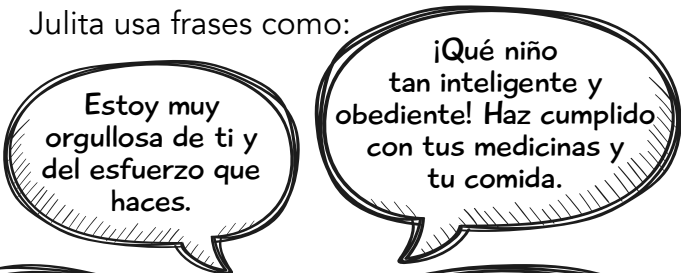 Julita usa frases como:
Estoy muy
orgullosa de ti y
del esfuerzo que
haces.
¡Qué niño
tan inteligente y
obediente! Haz cumplido
con tus medicinas y
tu comida.